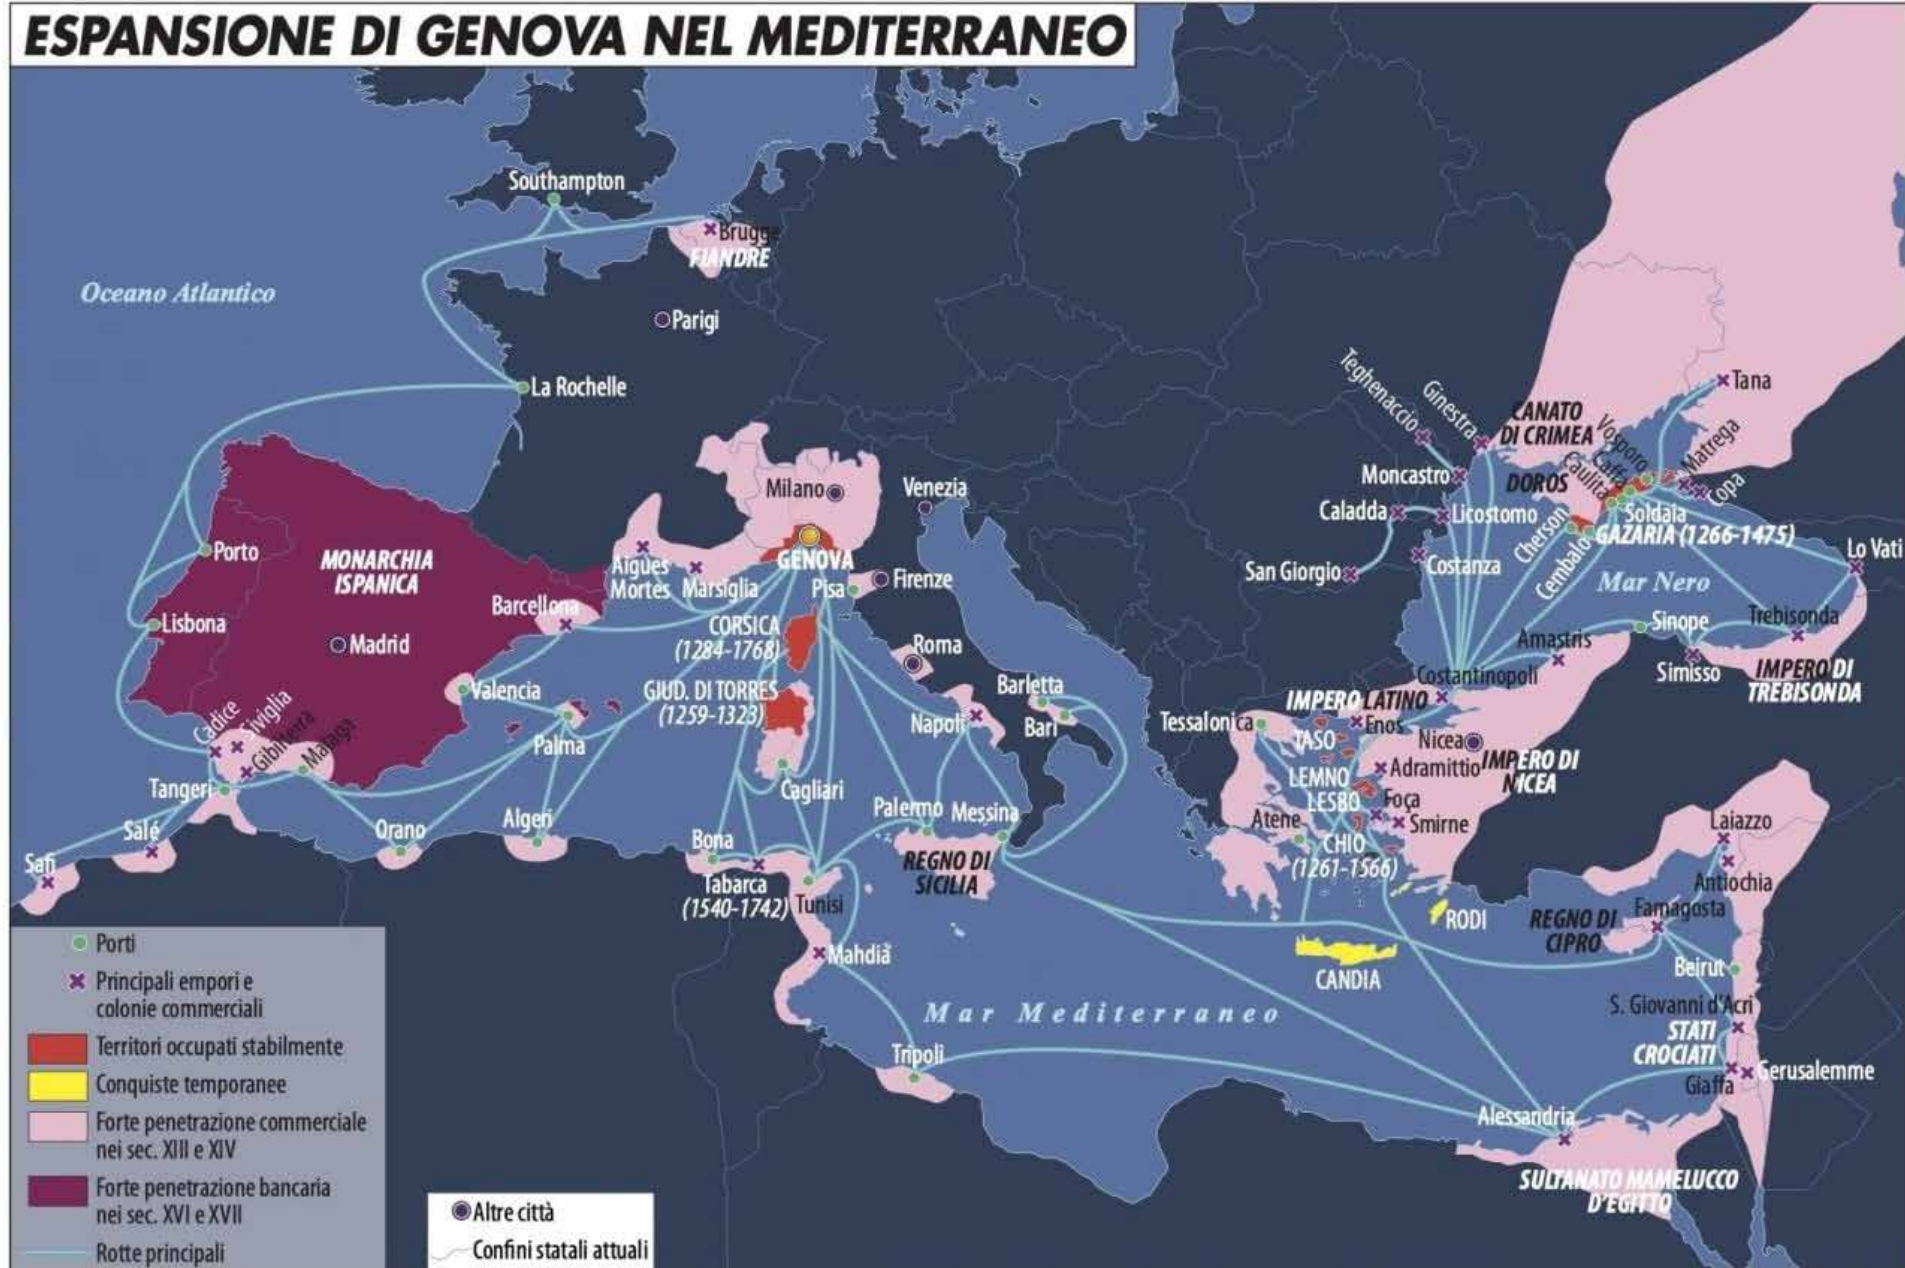 ESPANSIONE DI GENOVA NEL MEDITERRANEO
Southampton
Brugge
FIANDRE
Oceano Atlantico
Parigi
La Rochelle
Teghenaccio
Ginestra
CANATO
DI CRIMEA
Tana
Vosporo
Matrega
Caffa
Caulita
Copa
Moncastro
DOROS
Milano
Venezia
Caladda
Licostomo
Cherson
Soldaia
GAZARIA (1266-1475)
Cembalo
Porto
MONARCHIA
ISPANICA
Aigues
Mortes
Marsiglia
GENOVA
Pisa
Firenze
San Giorgio
Costanza
Mar Nero
Lo Vati
Barcellona
Lisbona
Madrid
CORSICA
(1284-1768)
Roma
Amastris
Sinope
Trebisonda
Simisso
IMPERO DI
TREBISONDA
Costantinopoli
Valencia
GIUD. DI TORRES
(1259-1323)
Barletta
Bari
Napoli
IMPERO LATINO
Tessalonica
Enos
TASO
Nicea
IMPERO DI
NICEA
Cadice
Siviglia
Gibilterra
Malaga
Palma
Adramittio
LEMNO
LESBO
Foça
Smirne
Tangeri
Cagliari
Palermo
Messina
Atene
CHIO
(1261-1566)
Laiazzo
Salé
Orano
Algeri
Bona
REGNO DI
SICILIA
Antiochia
Safi
Tabarca
(1540-1742)
Tunisi
RODI
REGNO DI
CIPRO
Famagosta
Mahdia
CANDIA
Beirut
S. Giovanni d'Acri
Mar Mediterraneo
STATI
CROCIATI
Tripoli
Giaffa
Gerusalemme
Alessandria
SULTANATO MAMELUCCO
D'EGITTO
Porti
Principali empori e
colonie commerciali
Territori occupati stabilmente
Conquiste temporanee
Forte penetrazione commerciale
nei sec. XIII e XIV
Forte penetrazione bancaria
nei sec. XVI e XVII
Rotte principali
Altre città
Confini statali attuali